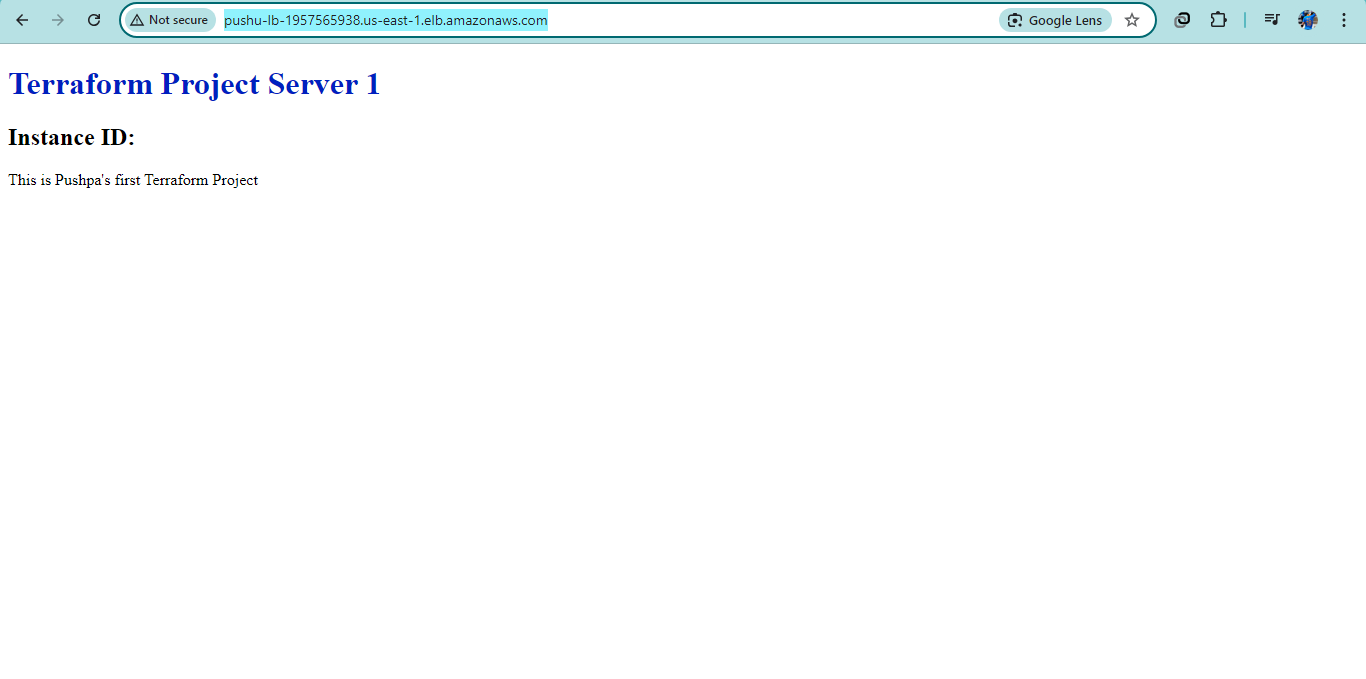 Not secure
pushu-lb-1957565938.us-east-1.elb.amazonaws.com
Google Lens
Terraform Project Server 1
Instance ID:
This is Pushpa's first Terraform Project